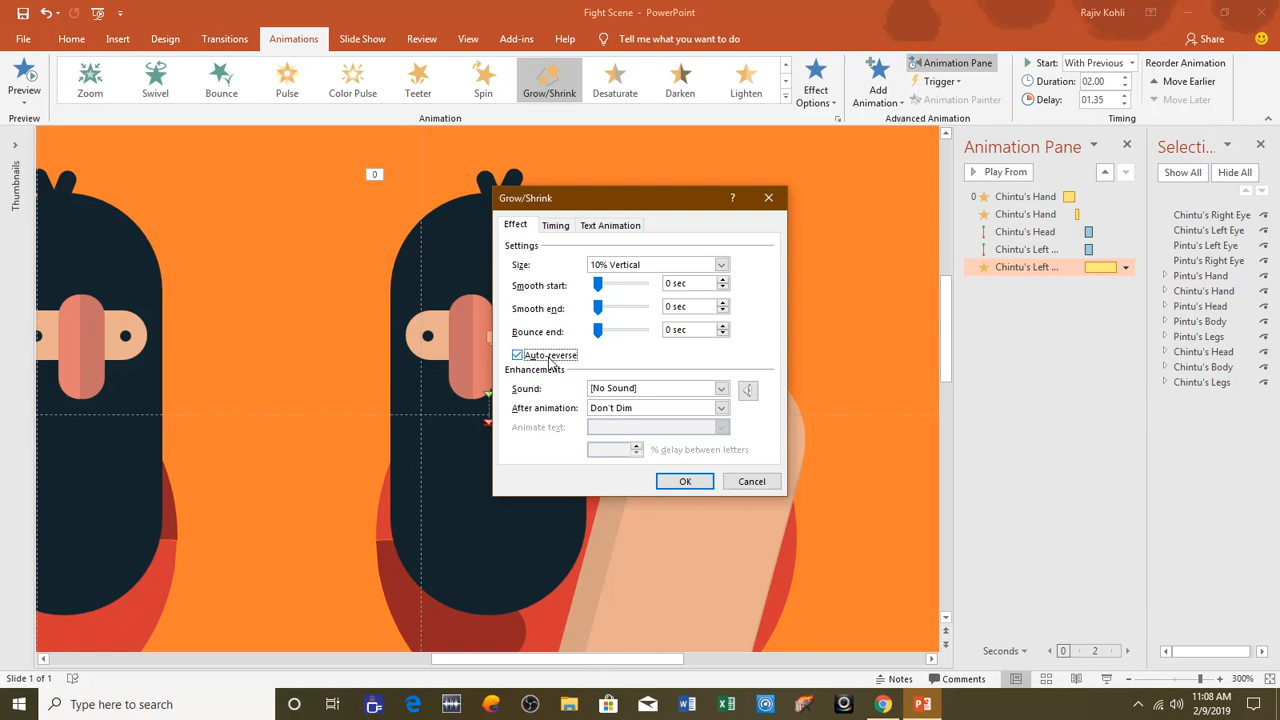 Fight Scene - PowerPoint
Rajiv Kohli
File
Home
Insert
Design
Transitions
Animations
Slide Show
Review
View
Add-ins
Help
Tell me what you want to do
Share
Preview
Zoom
Swivel
Bounce
Pulse
Color Pulse
Teeter
Spin
Grow/Shrink
Desaturate
Darken
Lighten
Effect
Options
Add
Animation
Animation Pane
Trigger
Animation Painter
Start: With Previous
Duration: 02.00
Delay: 01.35
Reorder Animation
Move Earlier
Move Later
Preview
Animation
Advanced Animation
Timing
Thumbnails
0
Grow/Shrink
?
Effect
Timing
Text Animation
Settings
Size: 10% Vertical
Smooth start: 0 sec
Smooth end: 0 sec
Bounce end: 0 sec
Auto-reverse
Enhancements
Sound: [No Sound]
After animation: Don't Dim
Animate text:
% delay between letters
OK
Cancel
Animation Pane
Play From
0 Chintu's Hand
Chintu's Hand
Chintu's Head
Chintu's Left ...
Chintu's Left ...
Seconds 0 2
Selecti...
Show All
Hide All
Chintu's Right Eye
Chintu's Left Eye
Pintu's Left Eye
Pintu's Right Eye
Pintu's Hand
Chintu's Hand
Pintu's Head
Pintu's Body
Pintu's Legs
Chintu's Head
Chintu's Body
Chintu's Legs
Slide 1 of 1
Notes
Comments
300%
Type here to search
11:08 AM
2/9/2019